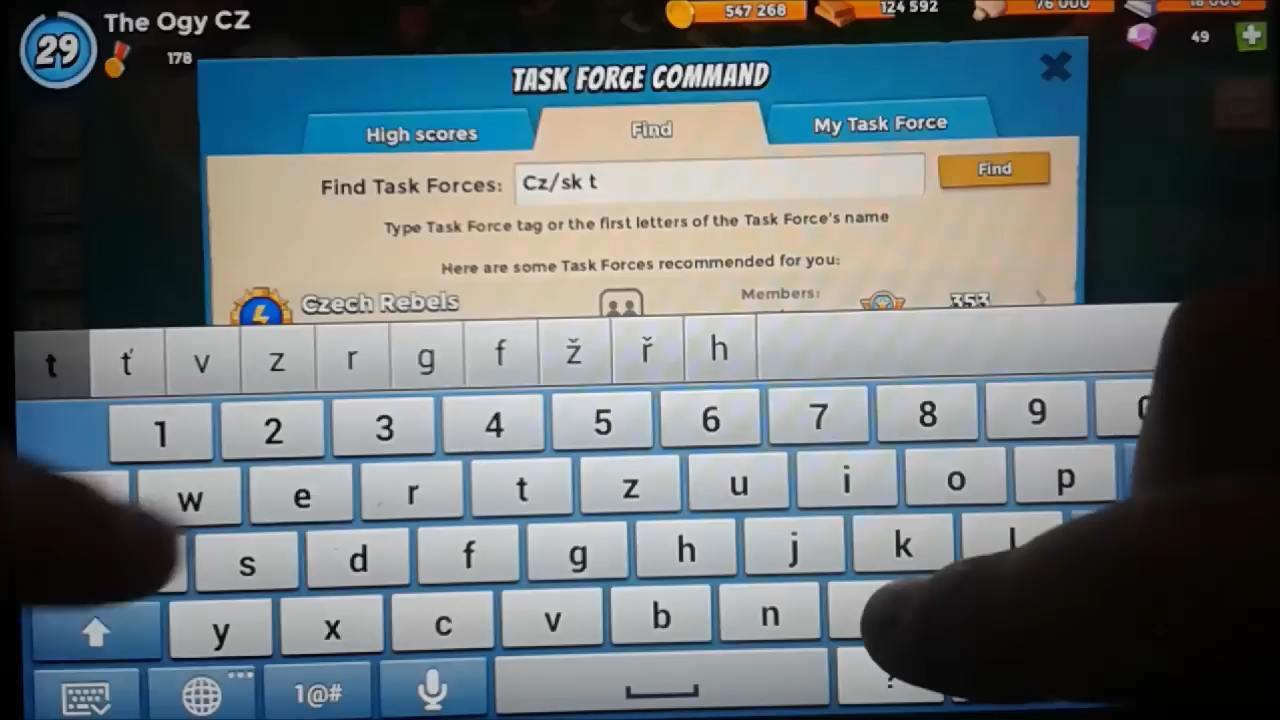 The Ogy CZ
29
178
547 268
124 592
76 000
18 000
49
TASK FORCE COMMAND
High scores
Find
My Task Force
Find Task Forces:
Cz/sk t
Find
Type Task Force tag or the first letters of the Task Force's name
Here are some Task Forces recommended for you:
Czech Rebels
Members:
353
t ť v z r g f ž ř h
1 2 3 4 5 6 7 8 9
w e r t z u i o p
s d f g h j k
y x c v b n
1@#